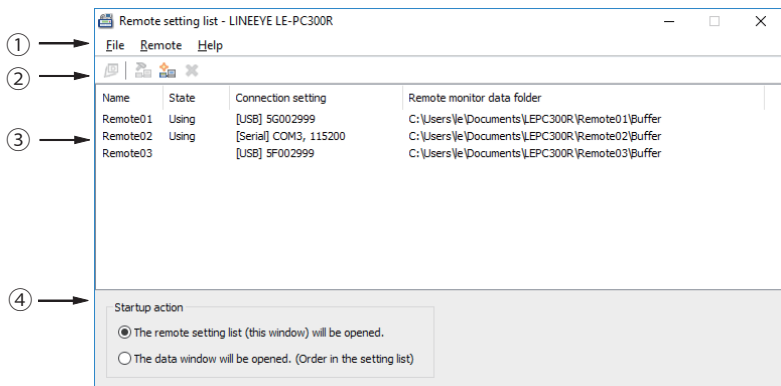 Remote setting list - LINEEYE LE-PC300R
① File Remote Help
②
Name State Connection setting Remote monitor data folder
Remote01 Using [USB] 5G002999 C:\Users\le\Documents\LEPC300R\Remote01\Buffer
③ Remote02 Using [Serial] COM3, 115200 C:\Users\le\Documents\LEPC300R\Remote02\Buffer
Remote03 [USB] 5F002999 C:\Users\le\Documents\LEPC300R\Remote03\Buffer
④
Startup action
The remote setting list (this window) will be opened.
The data window will be opened. (Order in the setting list)